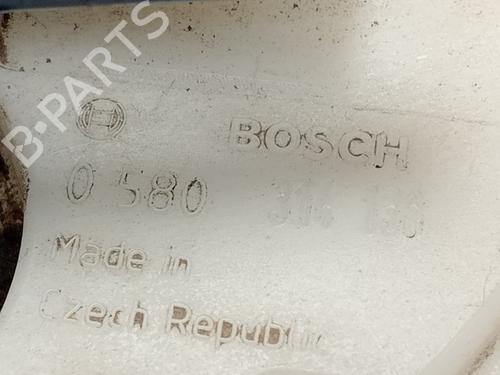 B-PARTS
BOSCH
0 580
Made in
Czech Republic